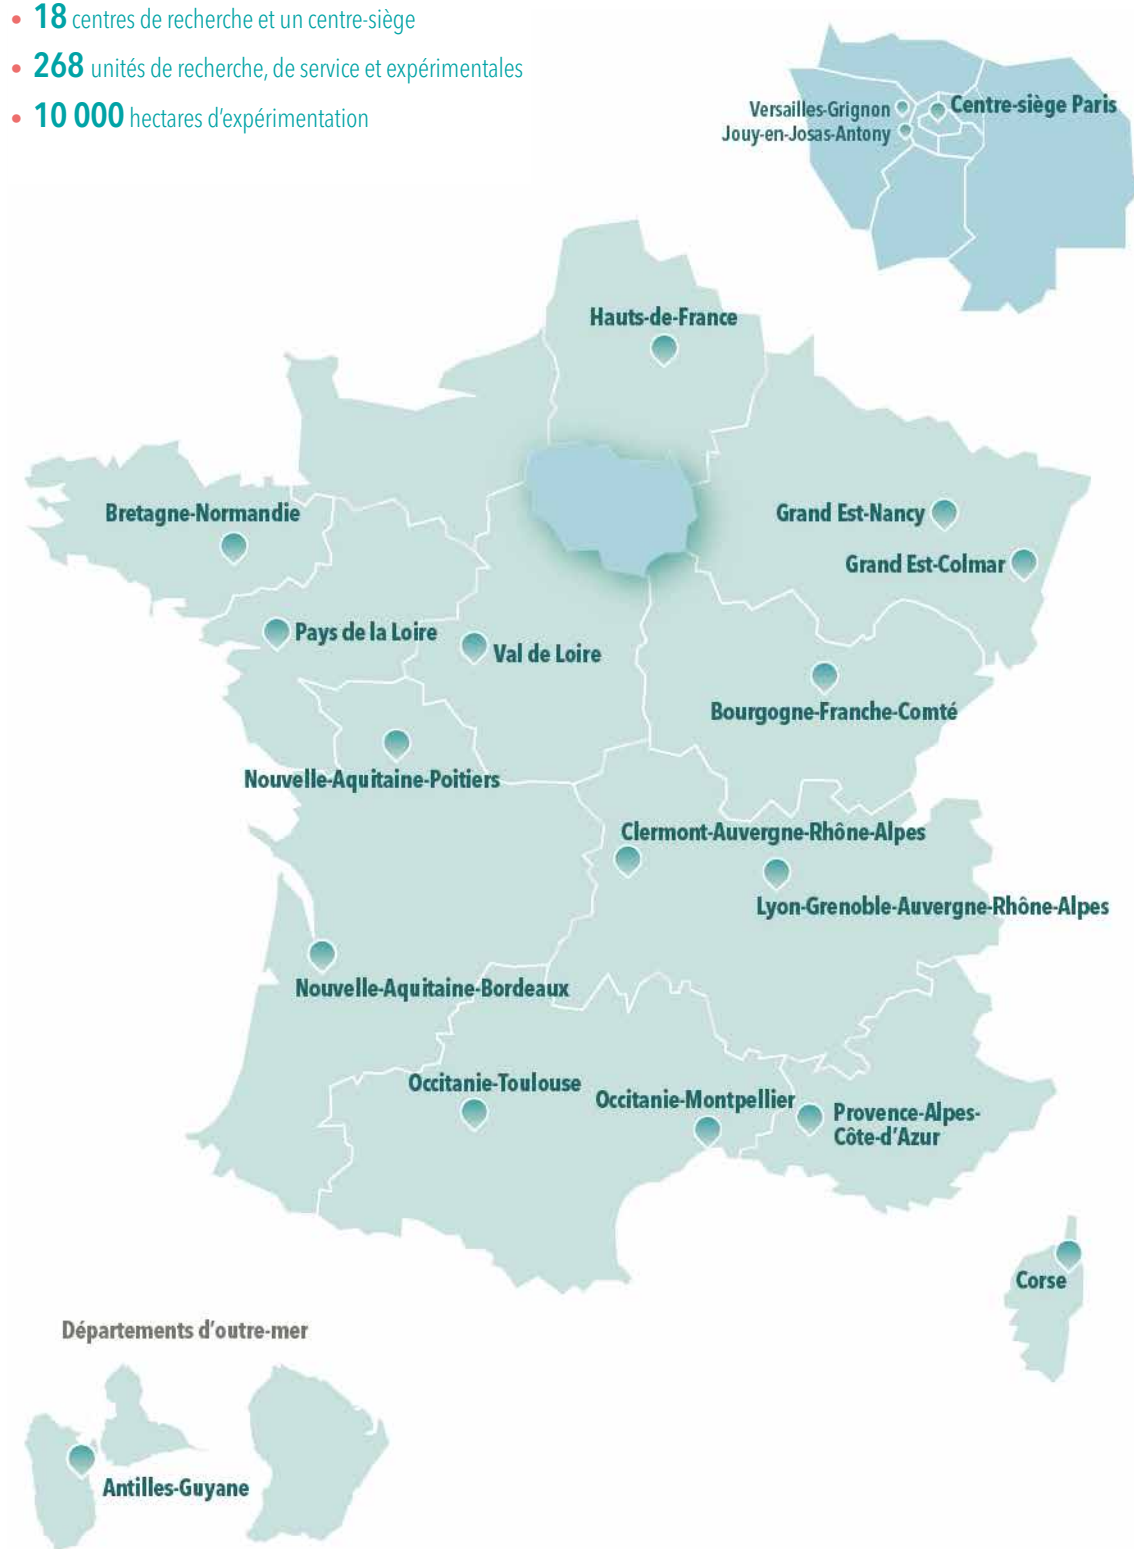 • 18 centres de recherche et un centre-siège
• 268 unités de recherche, de service et expérimentales
• 10 000 hectares d'expérimentation
Centre-siège Paris
Versailles-Grignon
Jouy-en-Josas-Antony
Hauts-de-France
Bretagne-Normandie
Grand Est-Nancy
Grand Est-Colmar
Pays de la Loire
Val de Loire
Bourgogne-Franche-Comté
Nouvelle-Aquitaine-Poitiers
Clermont-Auvergne-Rhône-Alpes
Lyon-Grenoble-Auvergne-Rhône-Alpes
Nouvelle-Aquitaine-Bordeaux
Occitanie-Toulouse
Occitanie-Montpellier
Provence-Alpes-
Côte-d'Azur
Corse
Départements d'outre-mer
Antilles-Guyane